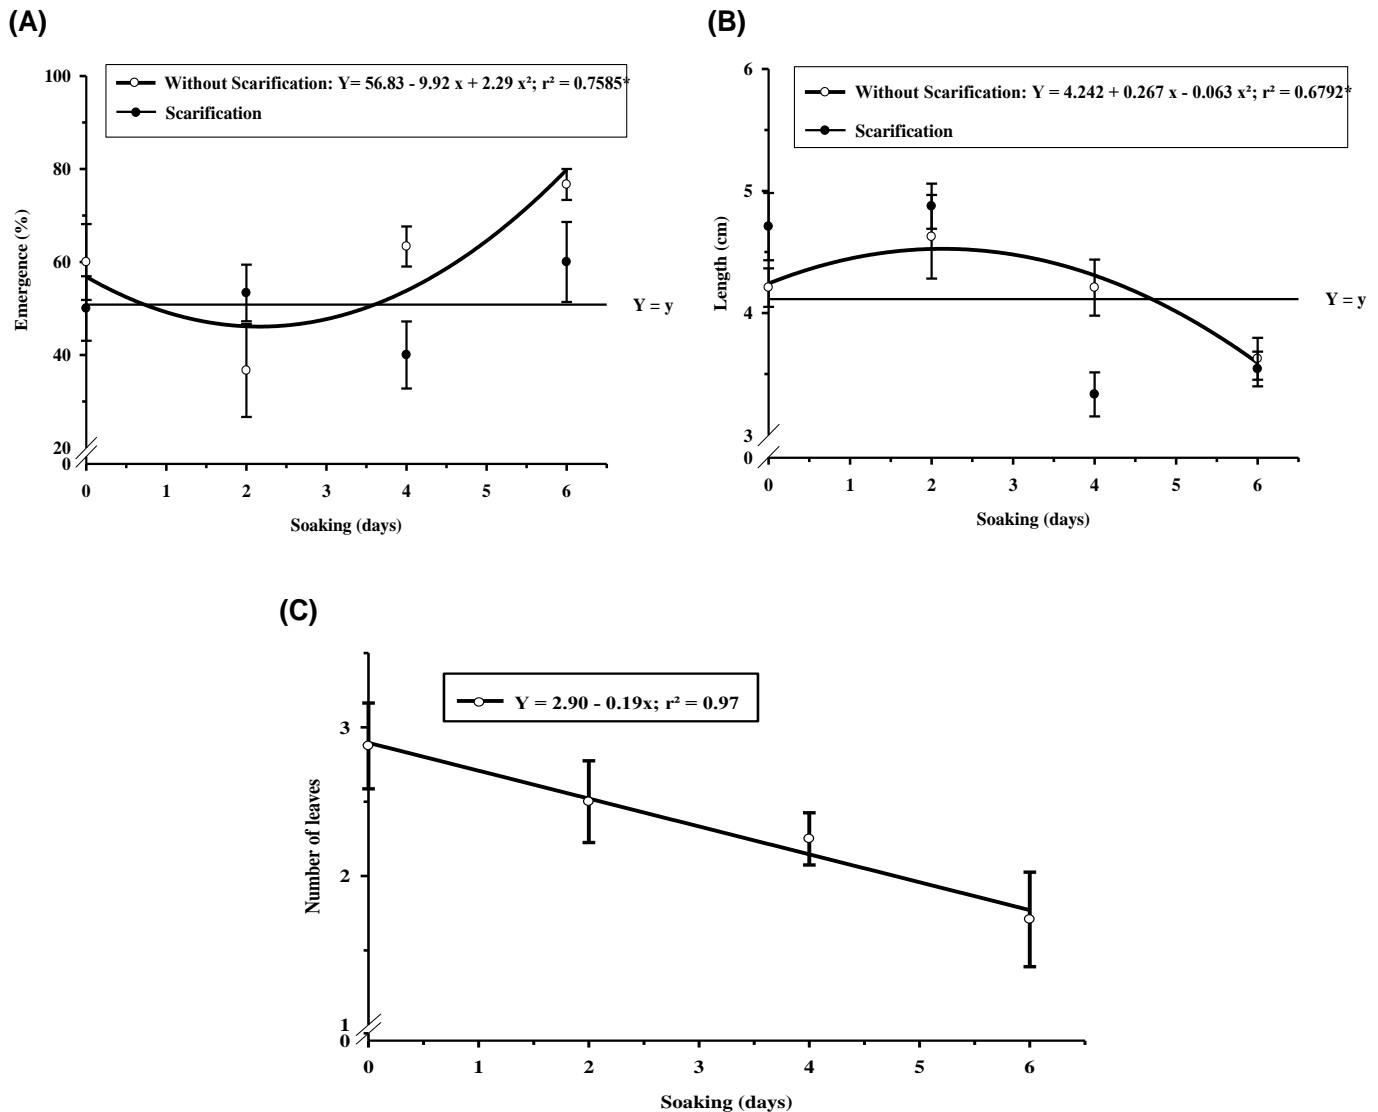 (A)
Without Scarification: Y= 56.83 - 9.92 x + 2.29 x²; r² = 0.7585*
Scarification
100
80
60
40
20
0
Emergence (%)
Y = y
0 1 2 3 4 5 6
Soaking (days)
(B)
Without Scarification: Y = 4.242 + 0.267 x - 0.063 x²; r² = 0.6792*
Scarification
6
5
4
3
0
Length (cm)
Y = y
0 1 2 3 4 5 6
Soaking (days)
(C)
Y = 2.90 - 0.19x; r² = 0.97
3
2
1
0
Number of leaves
0 1 2 3 4 5 6
Soaking (days)